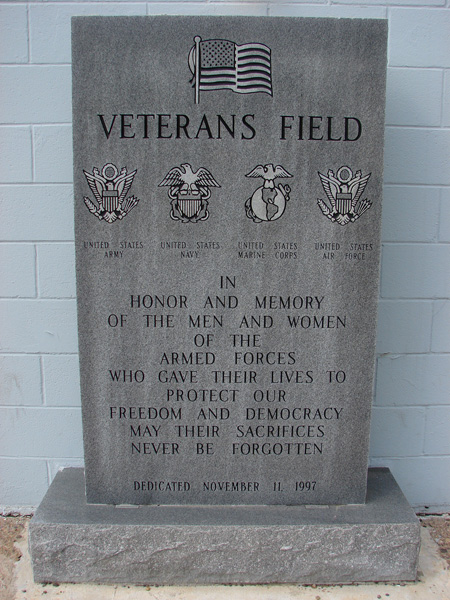 VETERANS FIELD
UNITED STATES ARMY
UNITED STATES NAVY
UNITED STATES MARINE CORPS
UNITED STATES AIR FORCE
IN
HONOR AND MEMORY
OF THE MEN AND WOMEN
OF THE
ARMED FORCES
WHO GAVE THEIR LIVES TO
PROTECT OUR
FREEDOM AND DEMOCRACY
MAY THEIR SACRIFICES
NEVER BE FORGOTTEN
DEDICATED NOVEMBER 11, 1997